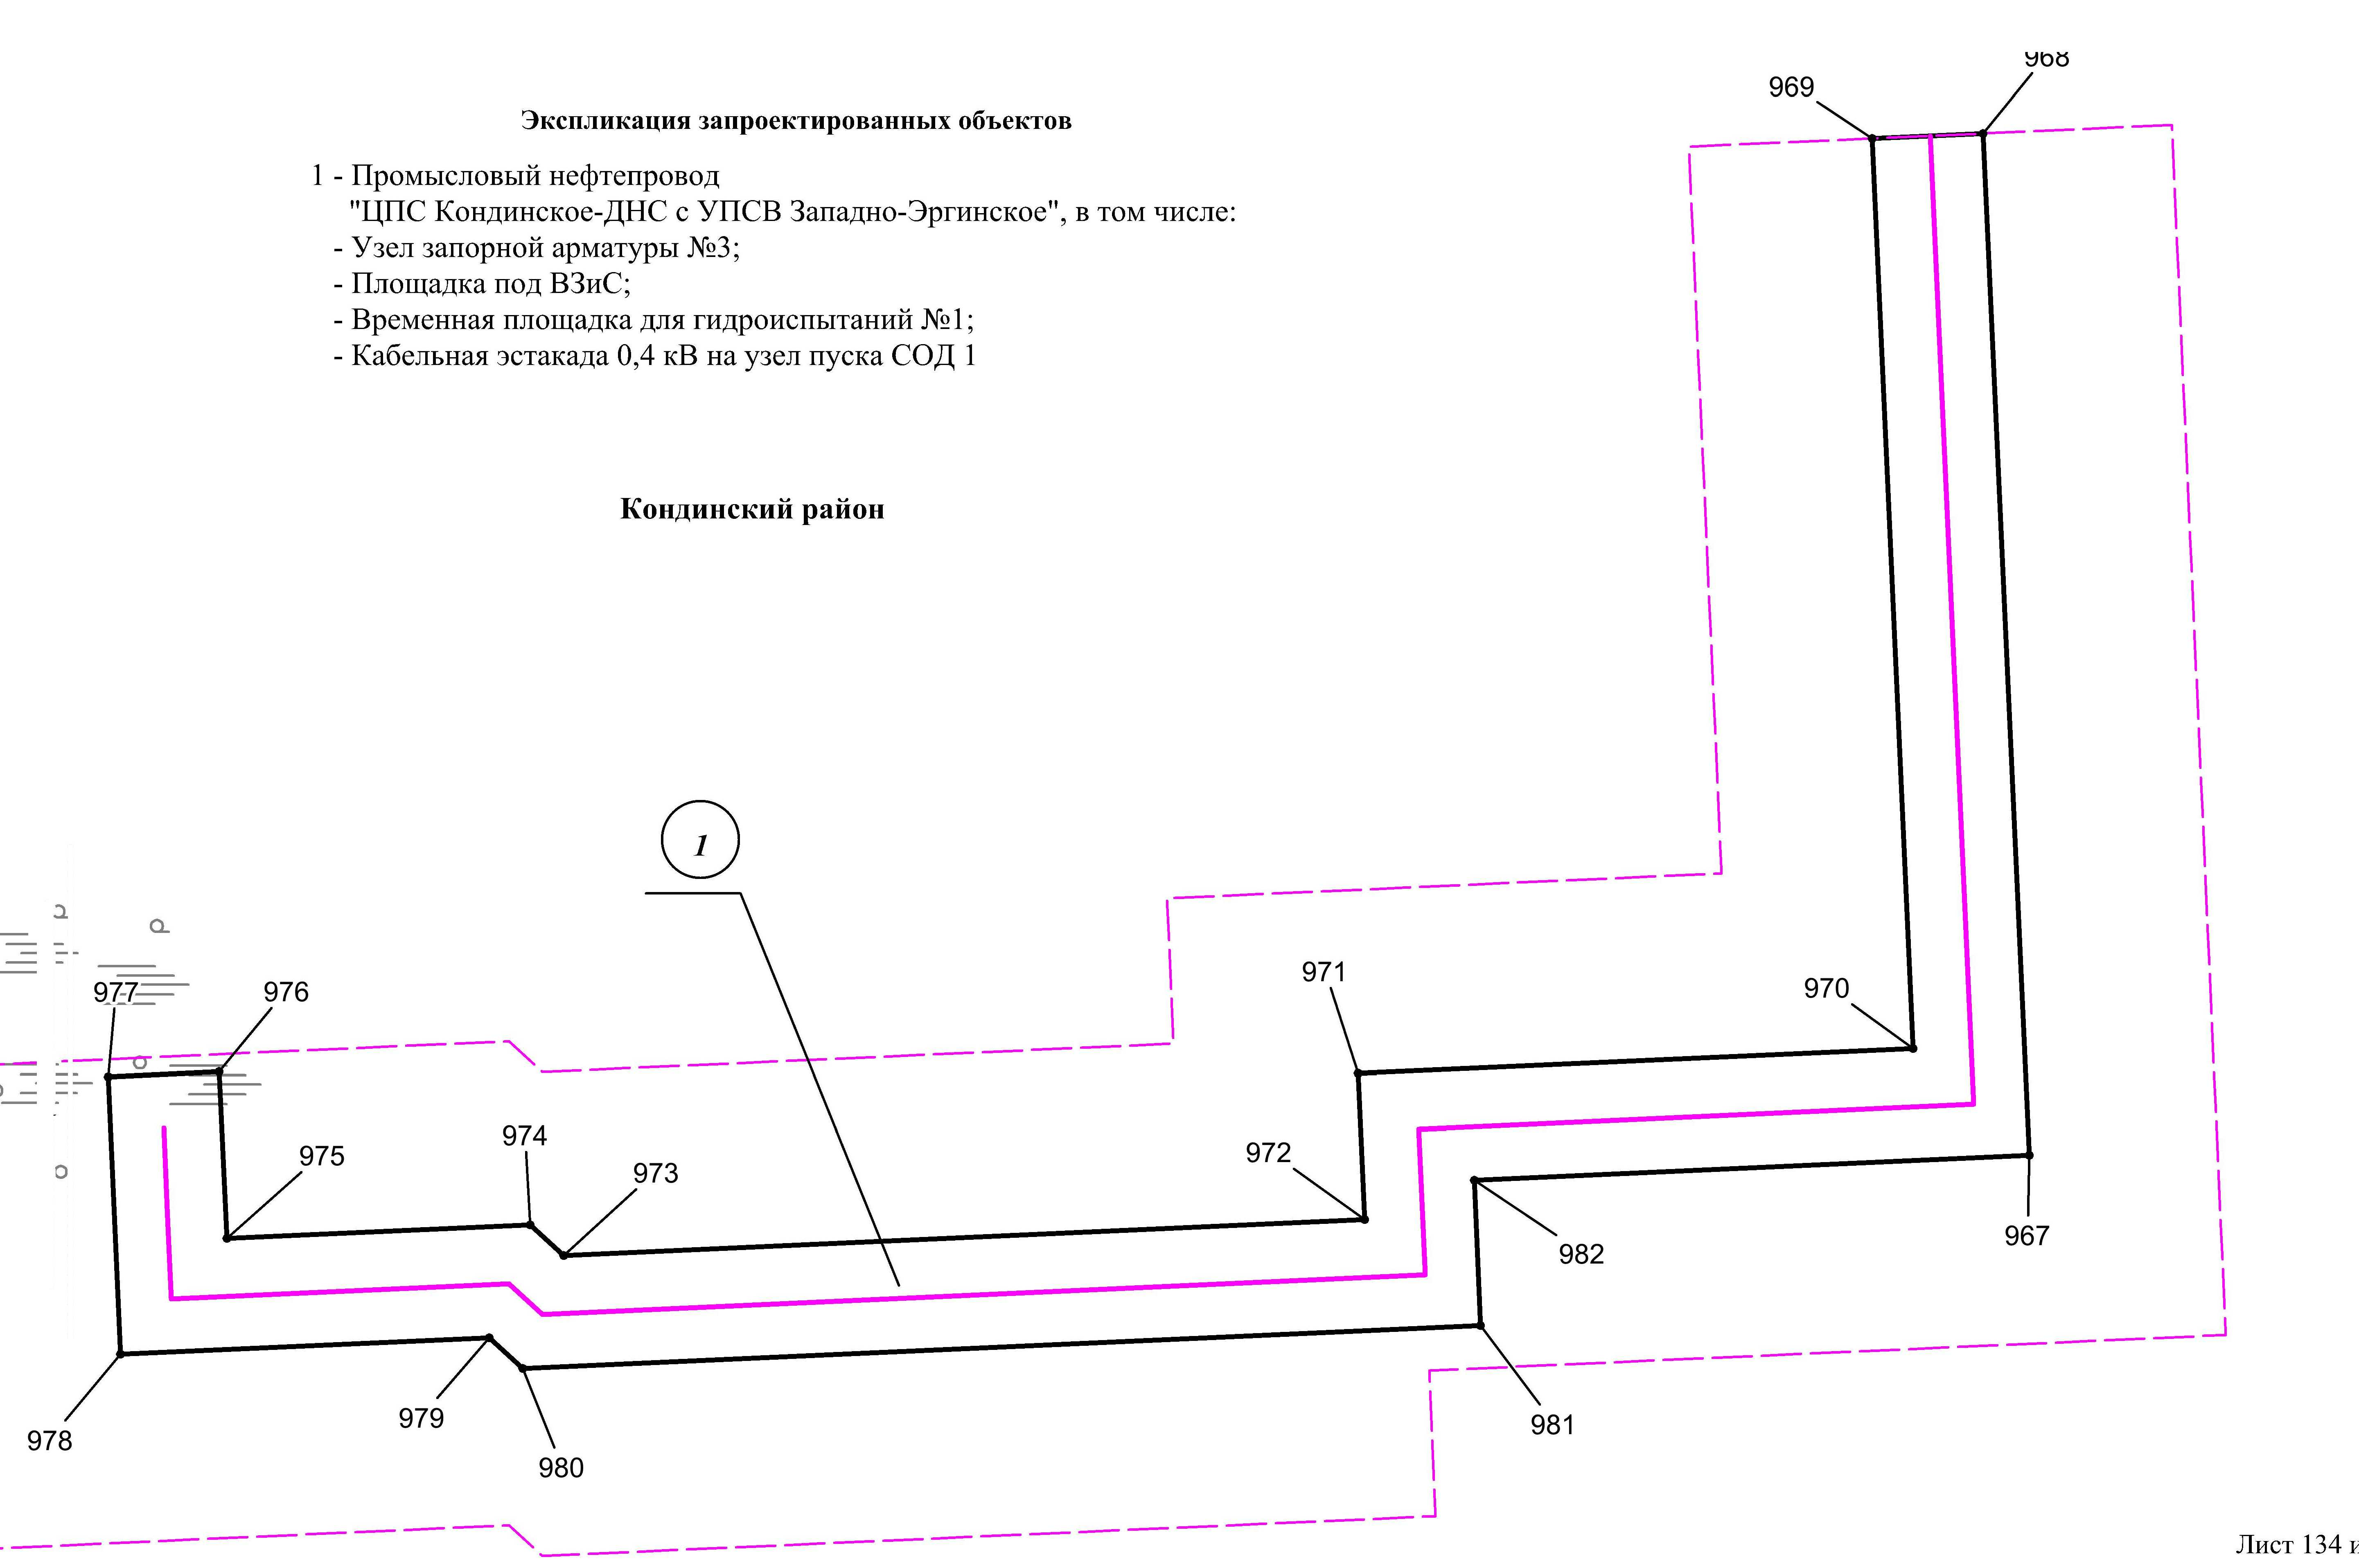 968
969
Экспликация запроектированных объектов
1 - Промысловый нефтепровод
"ЦПС Кондинское-ДНС с УПСВ Западно-Эргинское", в том числе:
- Узел запорной арматуры №3;
- Площадка под ВЗиС;
- Временная площадка для гидроиспытаний №1;
- Кабельная эстакада 0,4 кВ на узел пуска СОД 1
Кондинский район
1
971
970
977
976
974
972
975
973
967
982
979
981
978
980
Лист 134 и